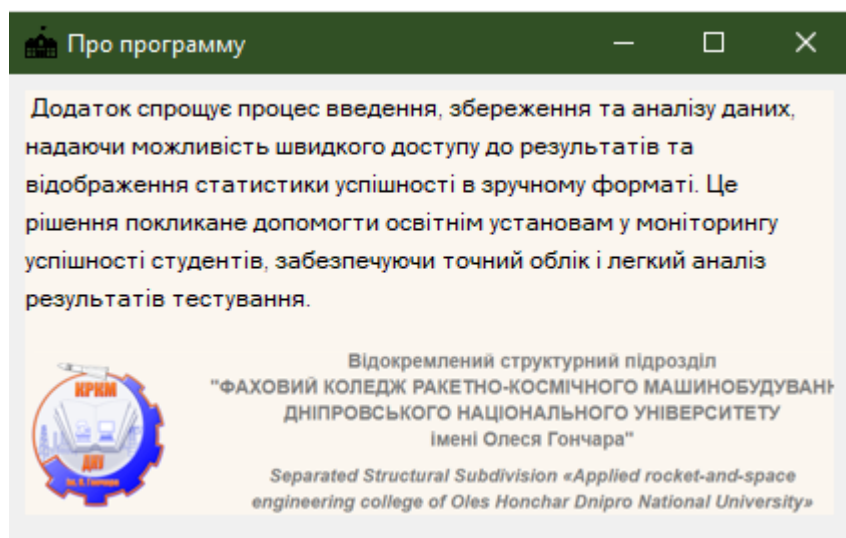 Про программу
Додаток спрощує процес введення, збереження та аналізу даних,
надаючи можливість швидкого доступу до результатів та
відображення статистики успішності в зручному форматі. Це
рішення покликане допомогти освітнім установам у моніторингу
успішності студентів, забезпечуючи точний облік і легкий аналіз
результатів тестування.
КРКМ
ДНУ
ім. О. Гончара
Відокремлений структурний підрозділ
"ФАХОВИЙ КОЛЕДЖ РАКЕТНО-КОСМІЧНОГО МАШИНОБУДУВАНН
ДНІПРОВСЬКОГО НАЦІОНАЛЬНОГО УНІВЕРСИТЕТУ
імені Олеся Гончара"
Separated Structural Subdivision «Applied rocket-and-space
engineering college of Oles Honchar Dnipro National University»